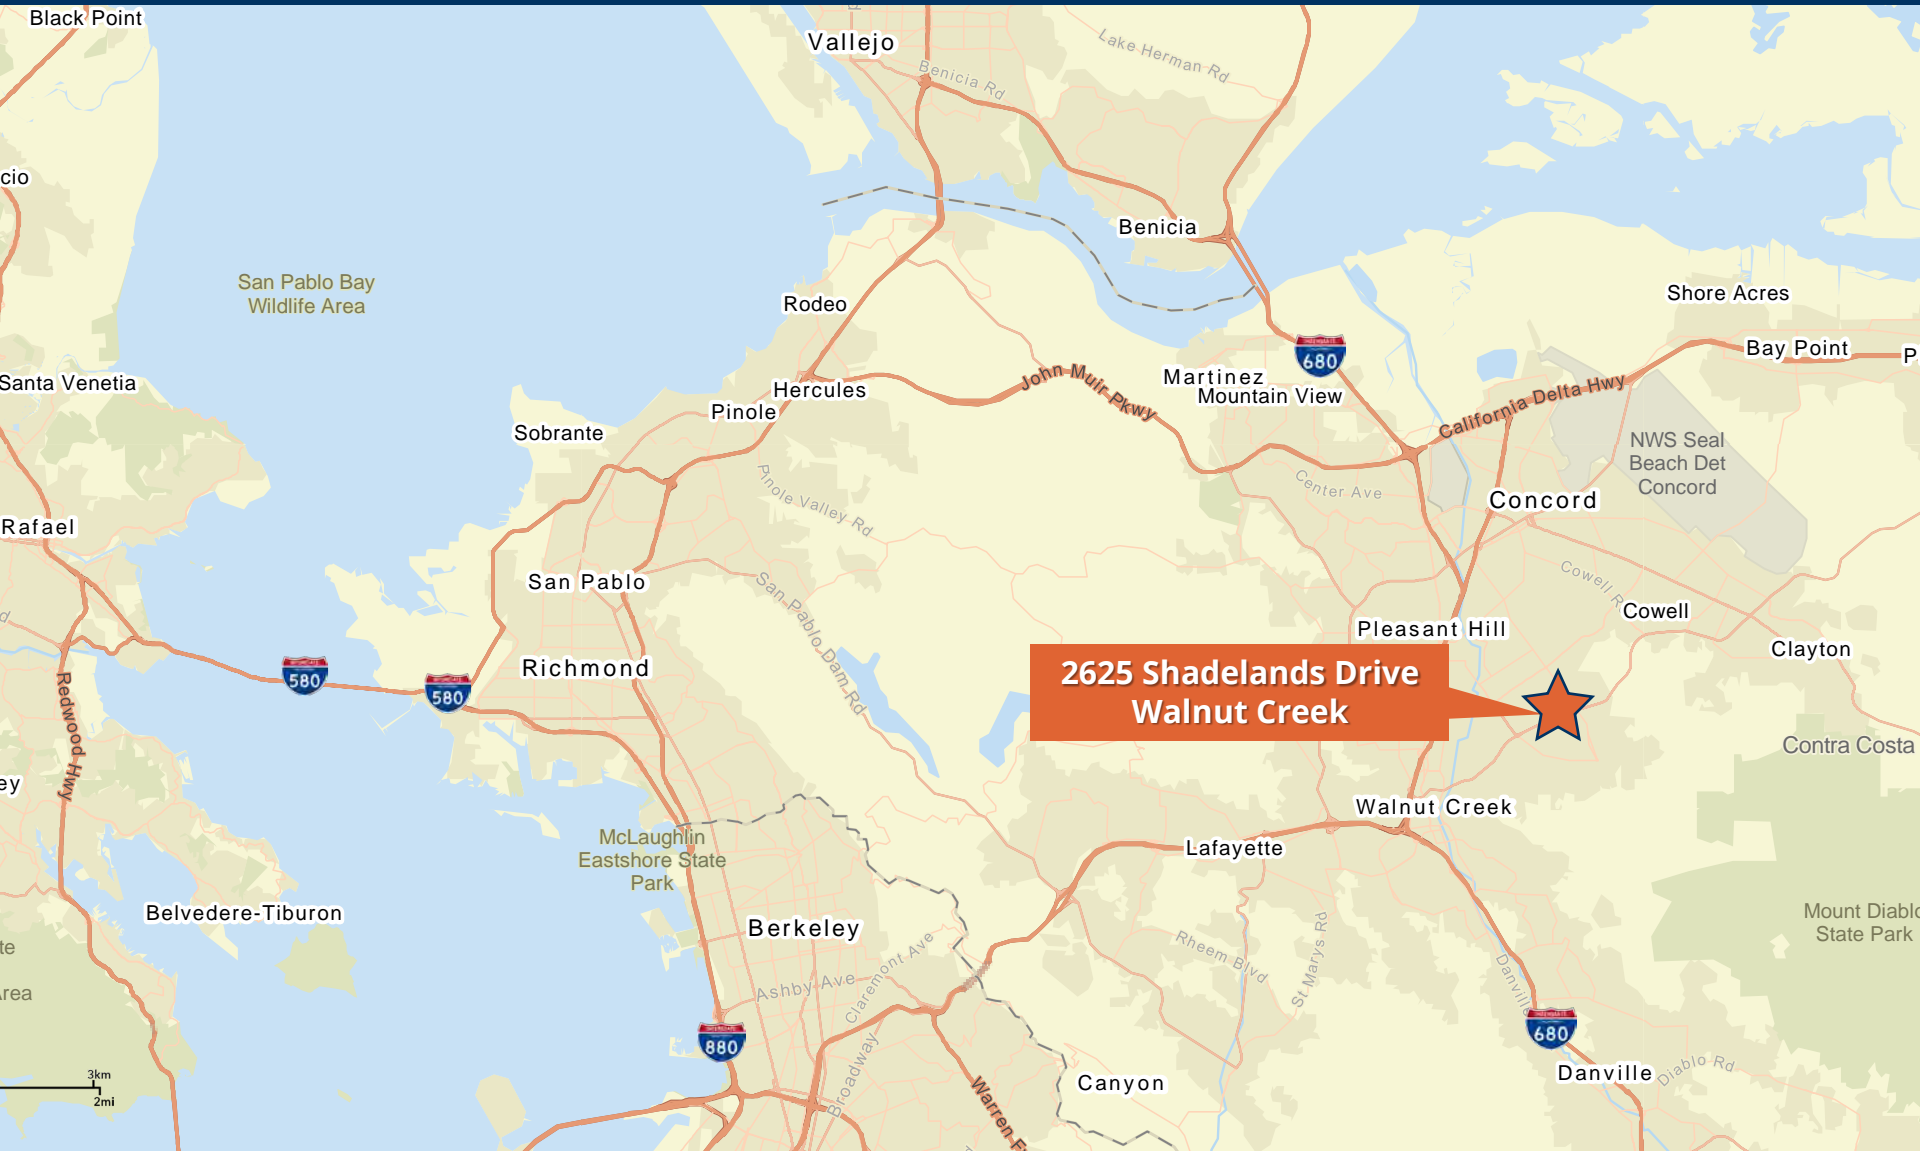 Black Point
Vallejo
Lake Herman Rd
Benicia Rd
cio
Benicia
San Pablo Bay
Wildlife Area
Rodeo
Shore Acres
680
Bay Point
P
Santa Venetia
Hercules
John Muir Pkwy
Martinez
Mountain View
California Delta Hwy
Pinole
Sobrante
NWS Seal
Beach Det
Concord
Pinole Valley Rd
Center Ave
Concord
Rafael
San Pablo
San Pablo Dam Rd
Cowell R
Cowell
Pleasant Hill
Clayton
Richmond
580
580
2625 Shadelands Drive
Walnut Creek
Redwood Hwy
Contra Costa
ey
Walnut Creek
McLaughlin
Eastshore State
Park
Lafayette
Belvedere-Tiburon
Berkeley
Claremont Ave
Rheem Blvd
St Marys Rd
Mount Diablo
State Park
te
rea
Ashby Ave
Danville
880
680
Broadway
Warren F
Canyon
Danville
Diablo Rd
3km
2mi